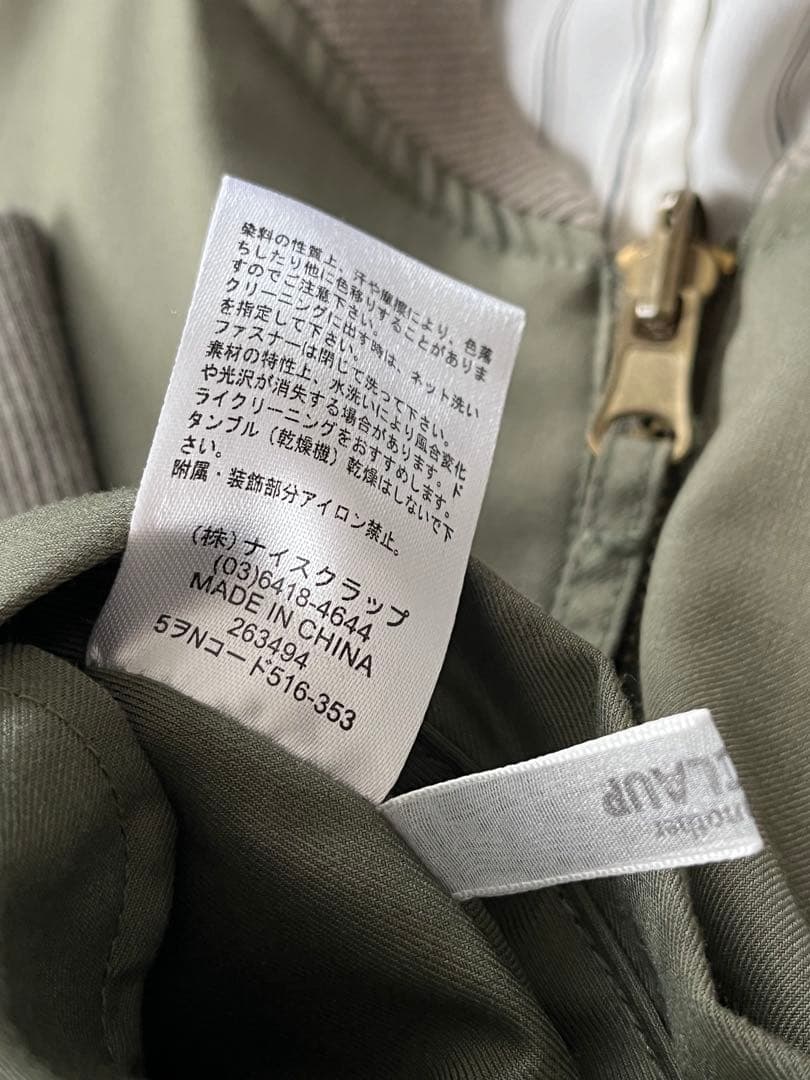 染料の性質上、汗や摩擦により、色落
ちしたり他に色移りすることがありま
すのでご注意下さい。
クリーニングに出す時は、ネット洗い
を指定して下さい。
ファスナーは閉じて洗って下さい。
素材の特性上、水洗いにより風合変化
や光沢が消失する場合があります。ド
ライクリーニングをおすすめします。
タンブル(乾燥機)乾燥はしないで下
さい。
附属・装飾部分アイロン禁止。
(株)ナイスクラップ
(03)6418-4644
MADE IN CHINA
263494
5ヲNコード516-353
another
CLAUP